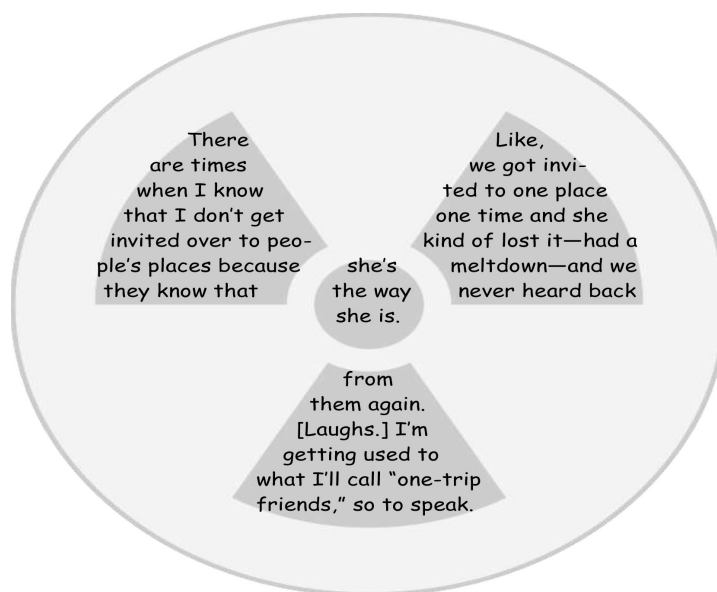 There
are times
when I know
that I don't get
invited over to peo-
ple's places because
they know that
she's
the way
she is.
Like,
we got invi-
ted to one place
one time and she
kind of lost it—had a
meltdown—and we
never heard back
from
them again.
[Laughs.] I'm
getting used to
what I'll call “one-trip
friends,” so to speak.